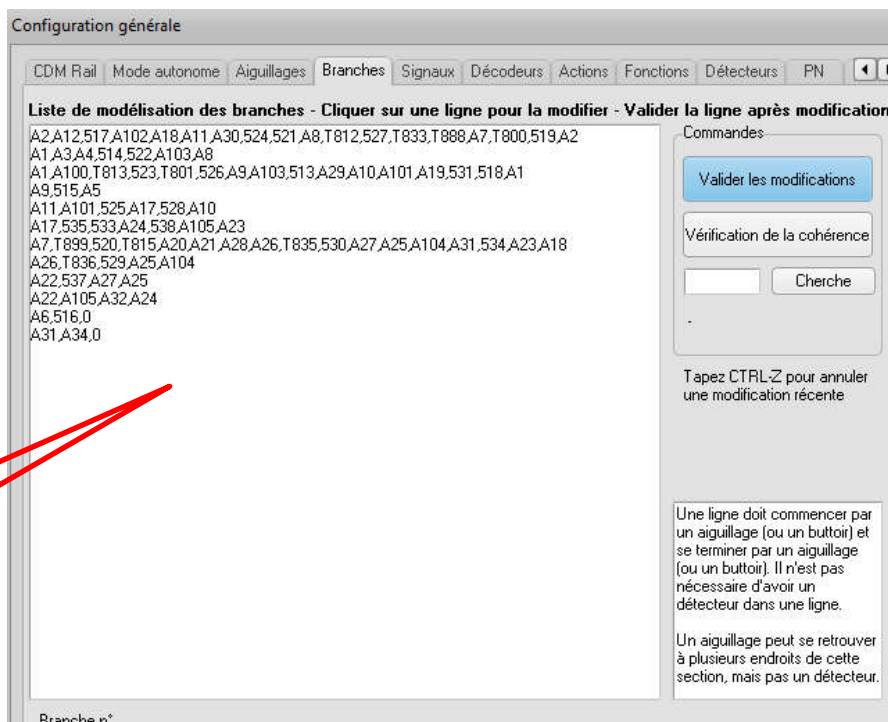 Configuration générale
CDM Rail Mode autonome Aiguillages Branches Signaux Décodeurs Actions Fonctions Détecteurs PN
Liste de modélisation des branches - Cliquer sur une ligne pour la modifier - Valider la ligne après modification
A2,A12,517,A102,A18,A11,A30,524,521,A8,T812,527,T833,T888,A7,T800,519,A2
A1,A3,A4,514,522,A103,A8
A1,A100,T813,523,T801,526,A9,A103,513,A29,A10,A101,A19,531,518,A1
A9,515,A5
A11,A101,525,A17,528,A10
A17,535,533,A24,538,A105,A23
A7,T899,520,T815,A20,A21,A28,A26,T835,530,A27,A25,A104,A31,534,A23,A18
A26,T836,529,A25,A104
A22,537,A27,A25
A22,A105,A32,A24
A6,516,0
A31,A34,0
Commandes
Valider les modifications
Vérification de la cohérence
Cherche
-
Tapez CTRL-Z pour annuler
une modification récente
Une ligne doit commencer par
un aiguillage (ou un buttoir) et
se terminer par un aiguillage
(ou un buttoir). Il n'est pas
nécessaire d'avoir un
détecteur dans une ligne.
Un aiguillage peut se retrouver
à plusieurs endroits de cette
section, mais pas un détecteur.
Branche n°